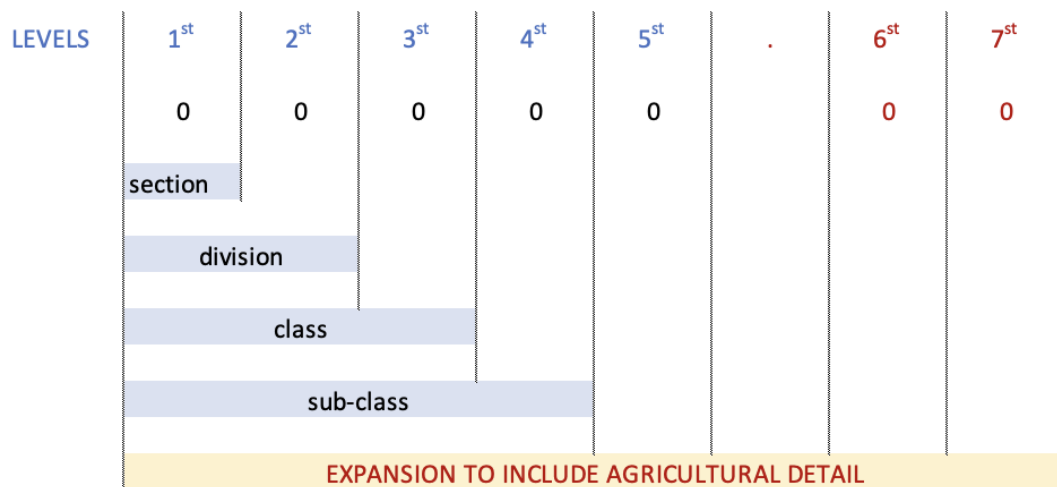 LEVELS 1st 2st 3st 4st 5st . 6st 7st
0 0 0 0 0 0 0
section
division
class
sub-class
EXPANSION TO INCLUDE AGRICULTURAL DETAIL